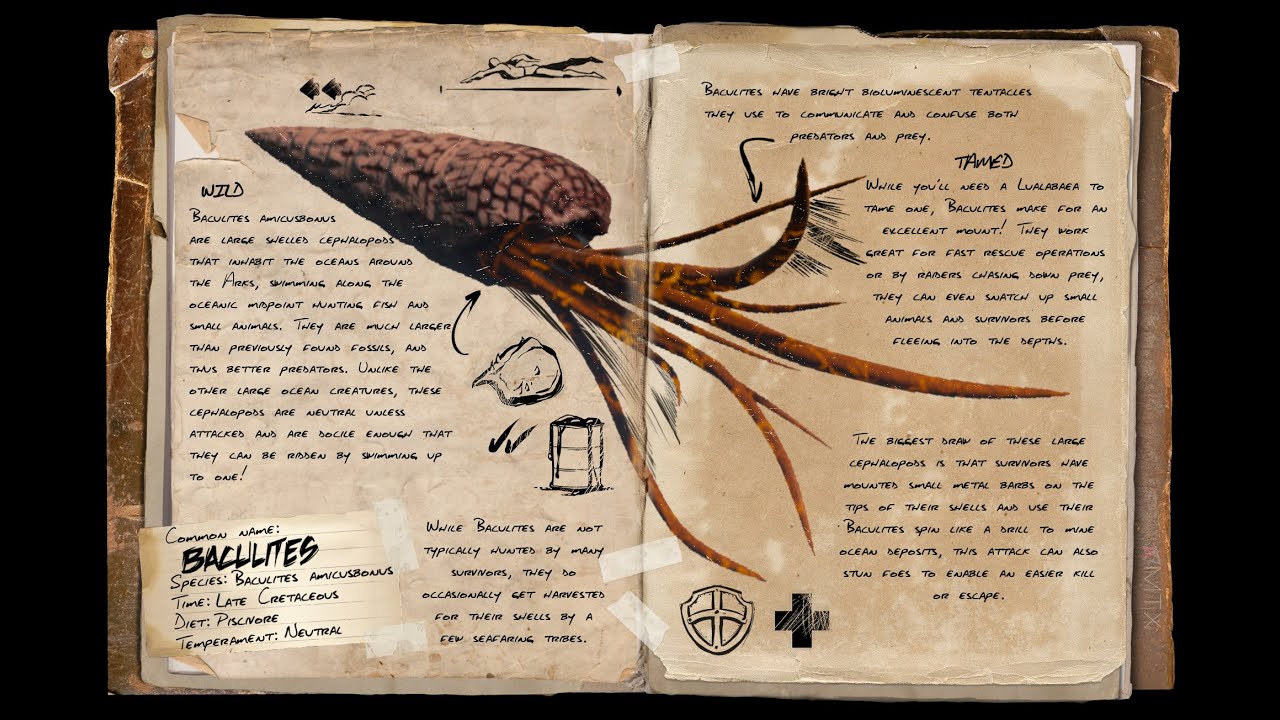 WILD
BACULITES AMICUSBONUS
ARE LARGE SHELLED CEPHALOPODS
THAT INHABIT THE OCEANS AROUND
THE ARKS, SWIMMING ALONG THE
OCEANIC MIDPOINT HUNTING FISH AND
SMALL ANIMALS. THEY ARE MUCH LARGER
THAN PREVIOUSLY FOUND FOSSILS, AND
THUS BETTER PREDATORS. UNLIKE THE
OTHER LARGE OCEAN CREATURES, THESE
CEPHALOPODS ARE NEUTRAL UNLESS
ATTACKED AND ARE DOCILE ENOUGH THAT
THEY CAN BE RIDDEN BY SWIMMING UP
TO ONE!
COMMON NAME:
BACULITES
SPECIES: BACULITES AMICUSBONUS
TIME: LATE CRETACEOUS
DIET: PISCIVORE
TEMPERAMENT: NEUTRAL
WHILE BACULITES ARE NOT
TYPICALLY HUNTED BY MANY
SURVIVORS, THEY DO
OCCASIONALLY GET HARVESTED
FOR THEIR SHELLS BY A
FEW SEAFARING TRIBES.
BACULITES HAVE BRIGHT BIOLUMINESCENT TENTACLES
THEY USE TO COMMUNICATE AND CONFUSE BOTH
PREDATORS AND PREY.
TAMED
WHILE YOU'LL NEED A LUALABAEA TO
TAME ONE, BACULITES MAKE FOR AN
EXCELLENT MOUNT! THEY WORK
GREAT FOR FAST RESCUE OPERATIONS
OR BY RAIDERS CHASING DOWN PREY,
THEY CAN EVEN SNATCH UP SMALL
ANIMALS AND SURVIVORS BEFORE
FLEEING INTO THE DEPTHS.
THE BIGGEST DRAW OF THESE LARGE
CEPHALOPODS IS THAT SURVIVORS HAVE
MOUNTED SMALL METAL BARBS ON THE
TIPS OF THEIR SHELLS AND USE THEIR
BACULITES SPIN LIKE A DRILL TO MINE
OCEAN DEPOSITS, THIS ATTACK CAN ALSO
STUN FOES TO ENABLE AN EASIER KILL
OR ESCAPE.